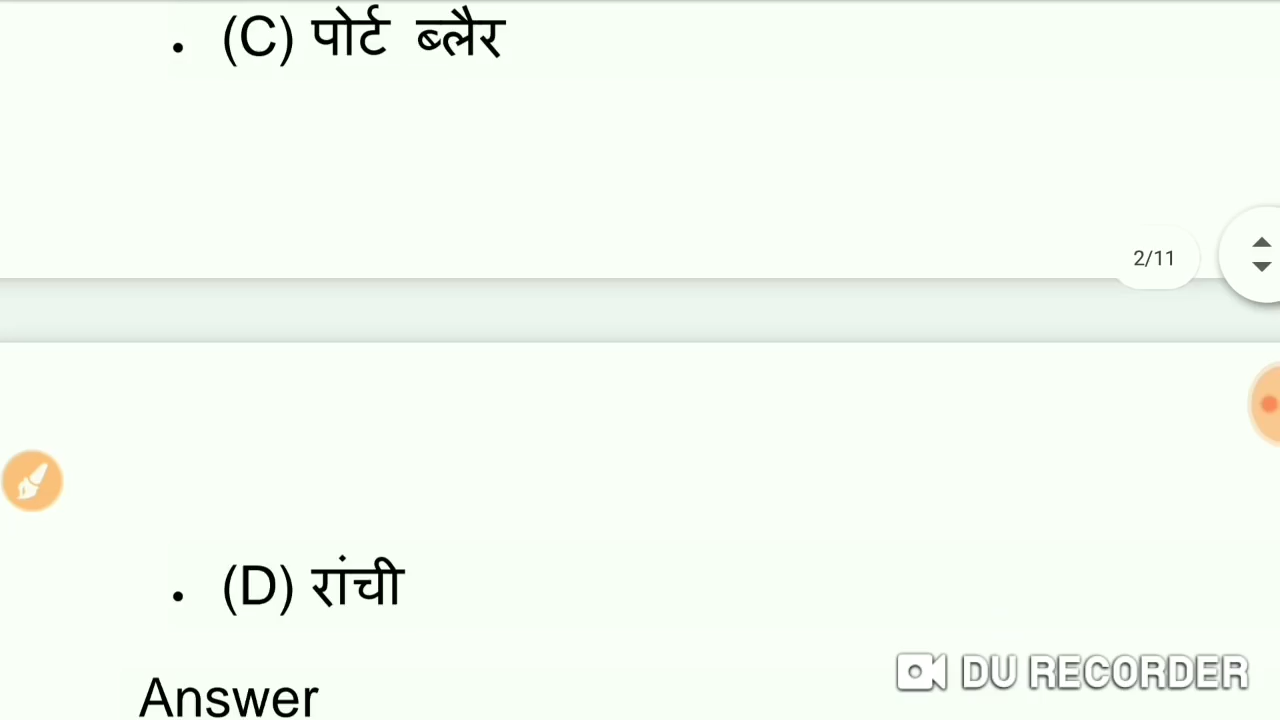 . (C) पोर्ट ब्लैर
2/11
. (D) रांची
DU RECORDER
Answer